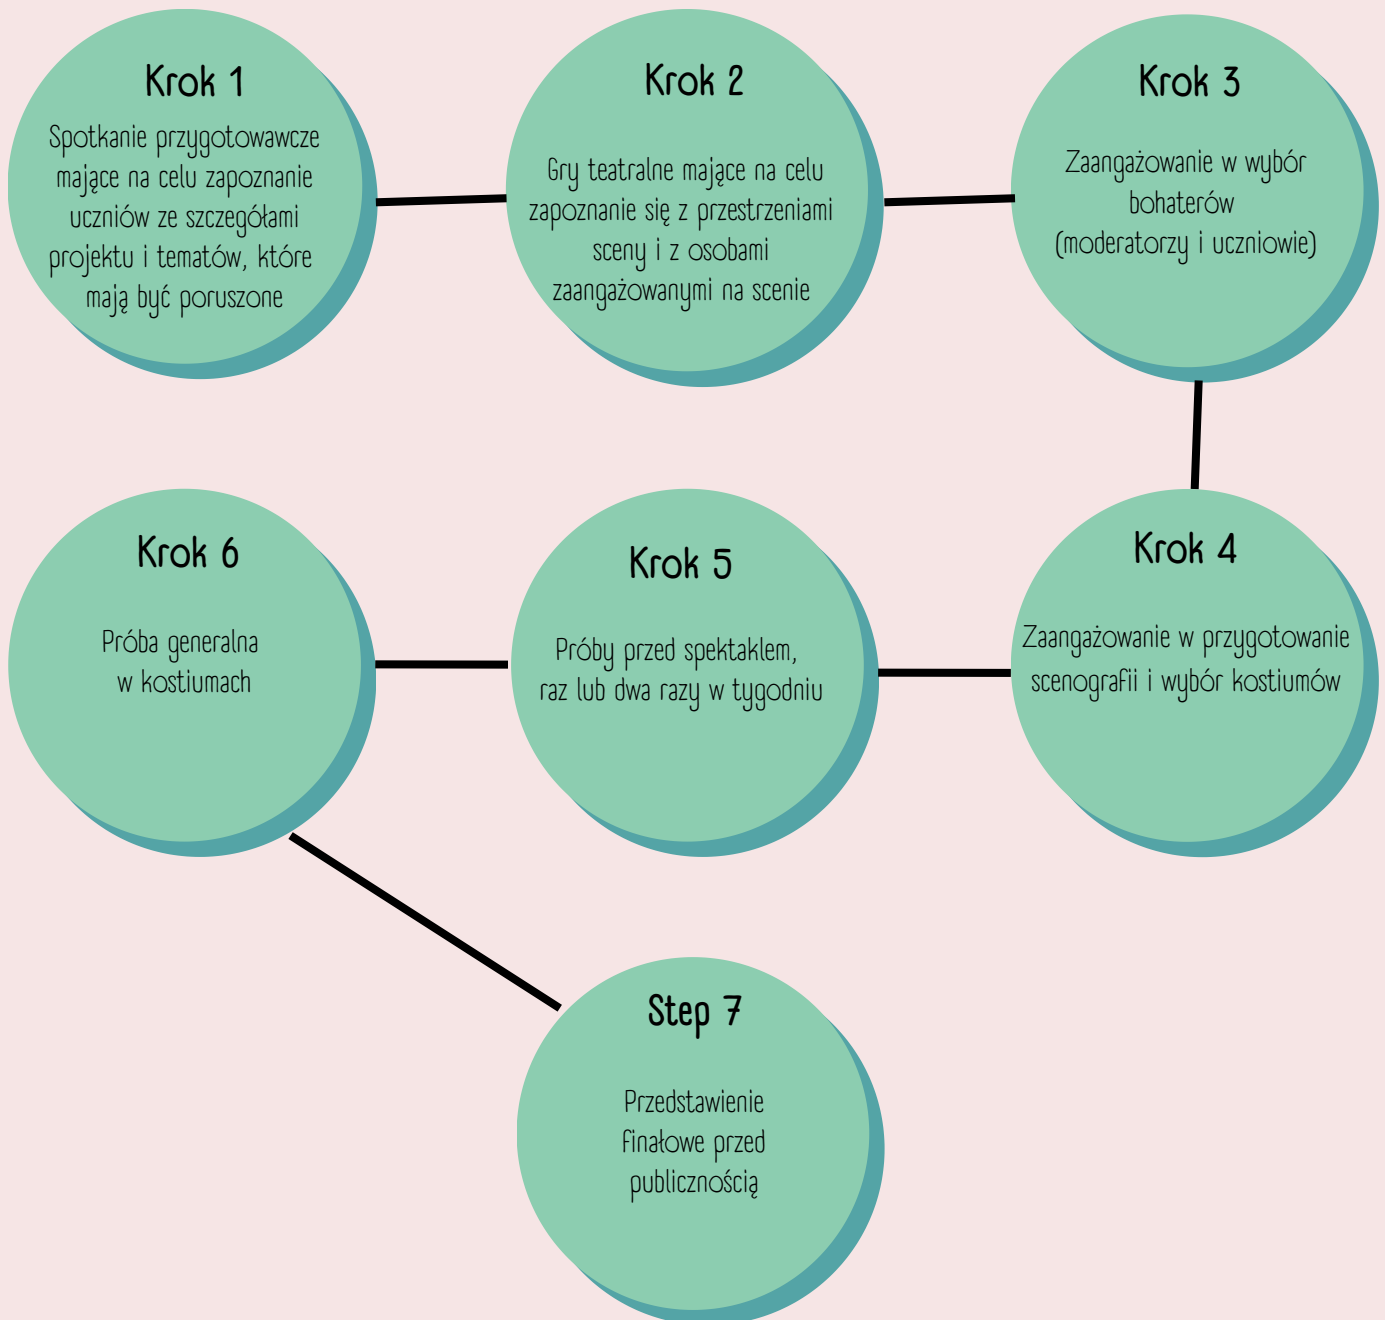 Krok 1
Spotkanie przygotowawcze
mające na celu zapoznanie
uczniów ze szczegółami
projektu i tematów, które
mają być poruszone
Krok 2
Gry teatralne mające na celu
zapoznanie się z przestrzeniami
sceny i z osobami
zaangażowanymi na scenie
Krok 3
Zaangażowanie w wybór
bohaterów
(moderatorzy i uczniowie)
Krok 4
Zaangażowanie w przygotowanie
scenografii i wybór kostiumów
Krok 5
Próby przed spektaklem,
raz lub dwa razy w tygodniu
Krok 6
Próba generalna
w kostiumach
Step 7
Przedstawienie
finałowe przed
publicznością